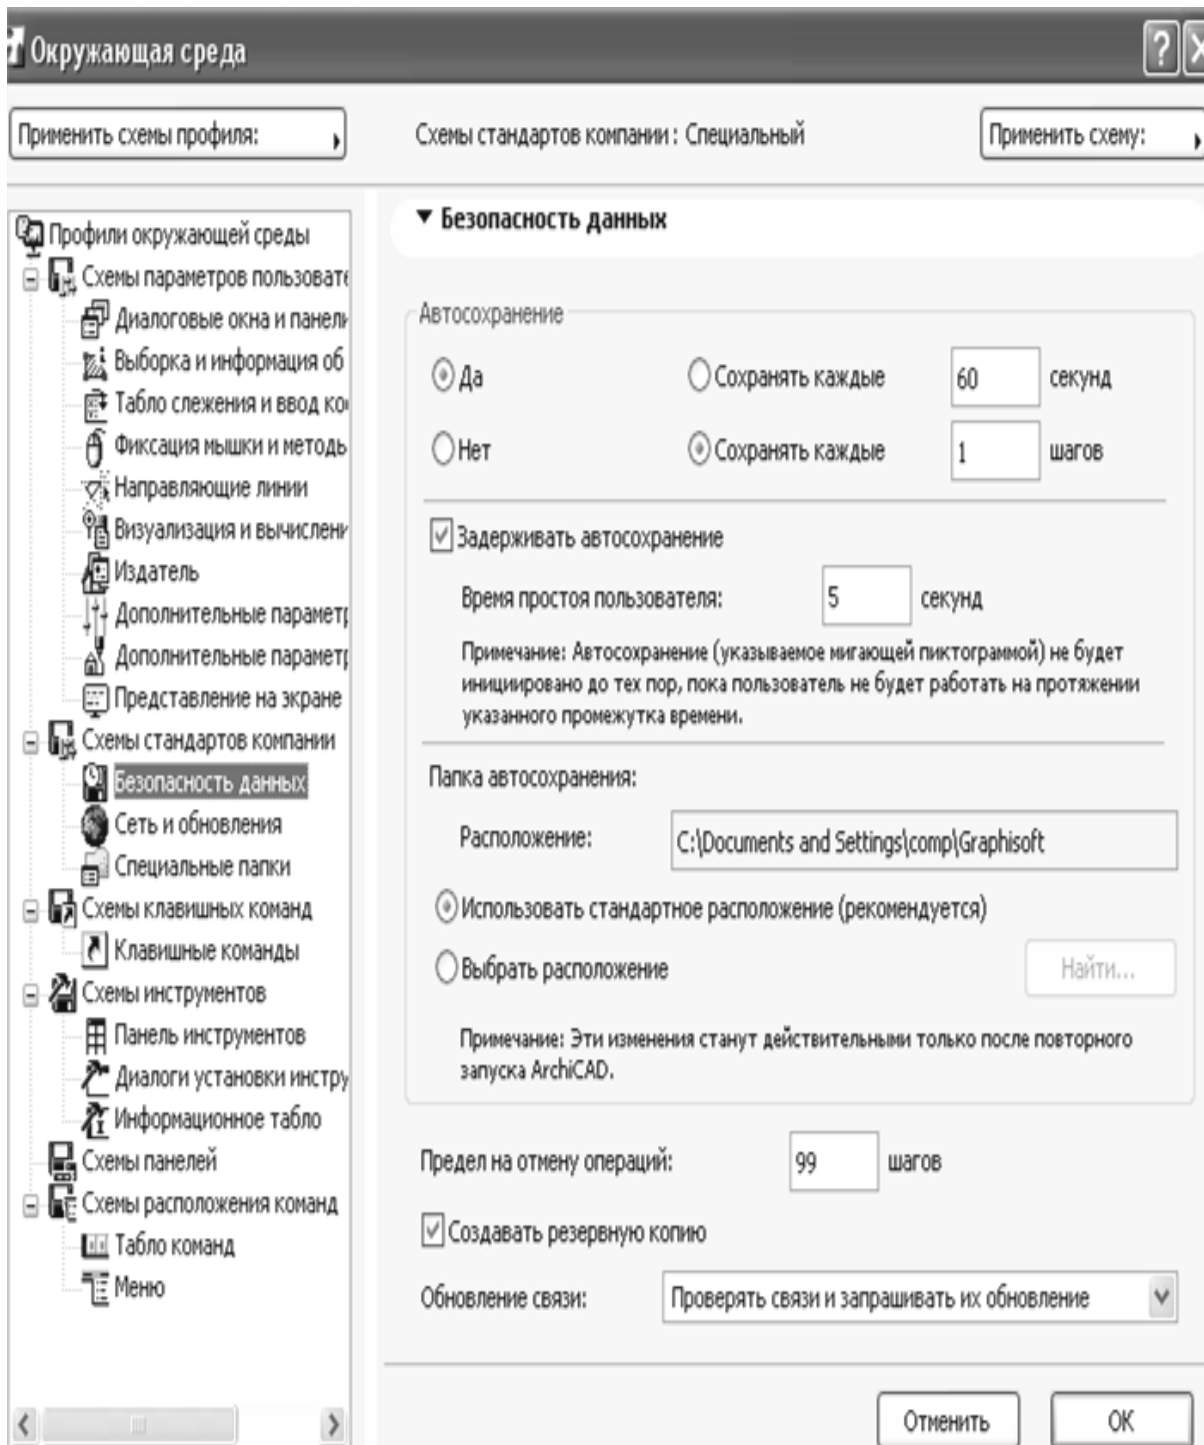 Окружающая среда
?
Применить схемы профиля:
Схемы стандартов компании : Специальный
Применить схему:
Профили окружающей среды
Схемы параметров пользовате
Диалоговые окна и панели
Выборка и информация об
Табло слежения и ввод ко
Фиксация мышки и методы
Направляющие линии
Визуализация и вычислени
Издатель
Дополнительные параметр
Дополнительные параметр
Представление на экране
Схемы стандартов компании
Безопасность данных
Сеть и обновления
Специальные папки
Схемы клавишных команд
Клавишные команды
Схемы инструментов
Панель инструментов
Диалоги установки инстру
Информационное табло
Схемы панелей
Схемы расположения команд
Табло команд
Меню
Безопасность данных
Автосохранение
Да
Сохранять каждые 60 секунд
Нет
Сохранять каждые 1 шагов
Задерживать автосохранение
Время простоя пользователя: 5 секунд
Примечание: Автосохранение (указываемое мигающей пиктограммой) не будет
инициировано до тех пор, пока пользователь не будет работать на протяжении
указанного промежутка времени.
Папка автосохранения:
Расположение: C:\Documents and Settings\comp\Graphisoft
Использовать стандартное расположение (рекомендуется)
Выбрать расположение
Найти...
Примечание: Эти изменения станут действительными только после повторного
запуска ArchiCAD.
Предел на отмену операций: 99 шагов
Создавать резервную копию
Обновление связи: Проверять связи и запрашивать их обновление
Отменить
ОК